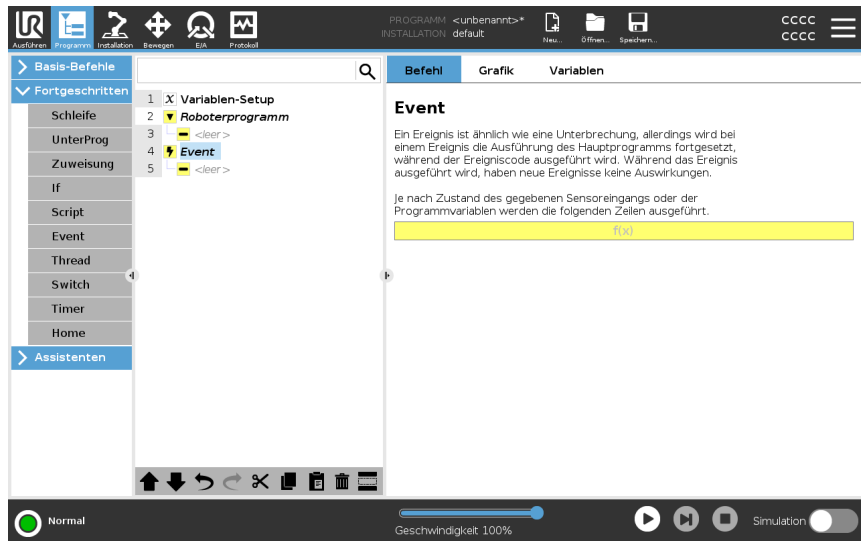 PROGRAMM <unbenannt>*
INSTALLATION default
UR
Ausführen
Programm
Installation
Bewegen
E/A
Protokoll
Neu...
Öffnen...
Speichern...
CCCC
CCCC
Basis-Befehle
Fortgeschritten
Schleife
UnterProg
Zuweisung
If
Script
Event
Thread
Switch
Timer
Home
Assistenten
1 X Variablen-Setup
2 Roboterprogramm
3 <leer>
4 Event
5 <leer>
Befehl
Grafik
Variablen
Event
Ein Ereignis ist ähnlich wie eine Unterbrechung, allerdings wird bei
einem Ereignis die Ausführung des Hauptprogramms fortgesetzt,
während der Ereigniscode ausgeführt wird. Während das Ereignis
ausgeführt wird, haben neue Ereignisse keine Auswirkungen.
Je nach Zustand des gegebenen Sensoreingangs oder der
Programmvariablen werden die folgenden Zeilen ausgeführt.
f(x)
Normal
Geschwindigkeit 100%
Simulation